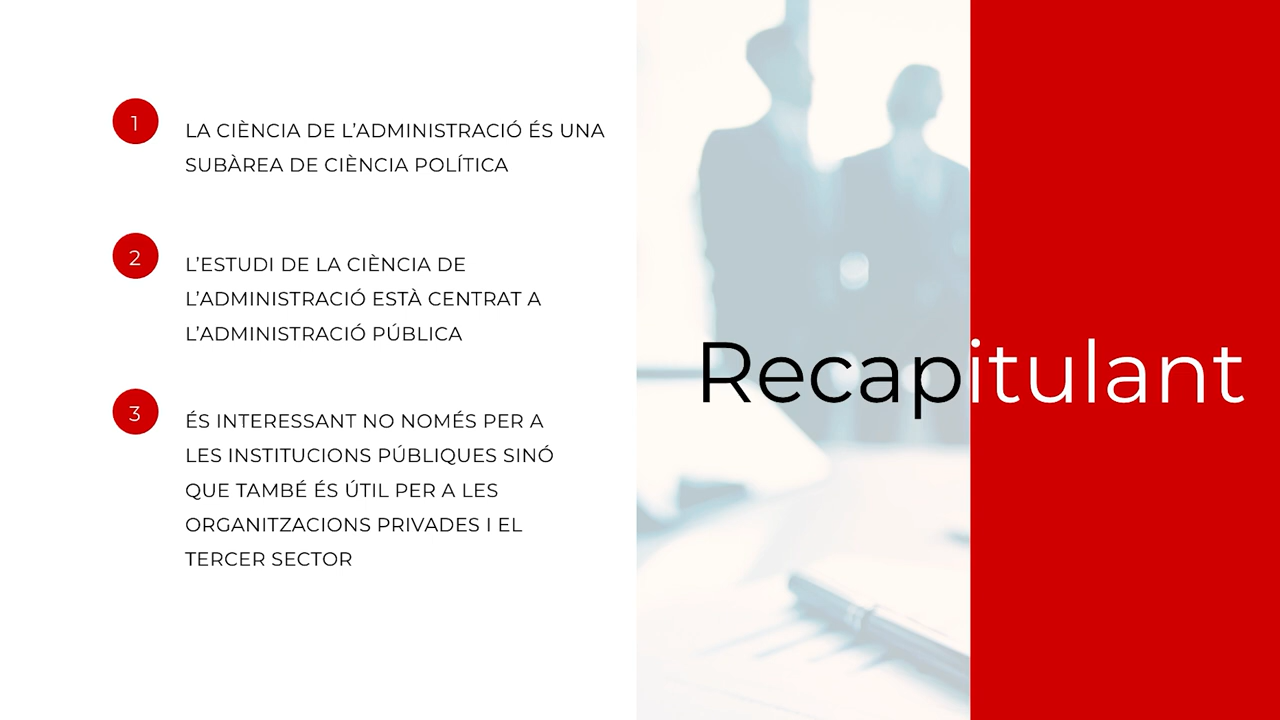 1
LA CIÈNCIA DE L’ADMINISTRACIÓ ÉS UNA
SUBÀREA DE CIÈNCIA POLÍTICA
2
L’ESTUDI DE LA CIÈNCIA DE
L’ADMINISTRACIÓ ESTÀ CENTRAT A
L’ADMINISTRACIÓ PÚBLICA
3
ÉS INTERESSANT NO NOMÉS PER A
LES INSTITUCIONS PÚBLIQUES SINÓ
QUE TAMBÉ ÉS ÚTIL PER A LES
ORGANITZACIONS PRIVADES I EL
TERCER SECTOR
Recapitulant